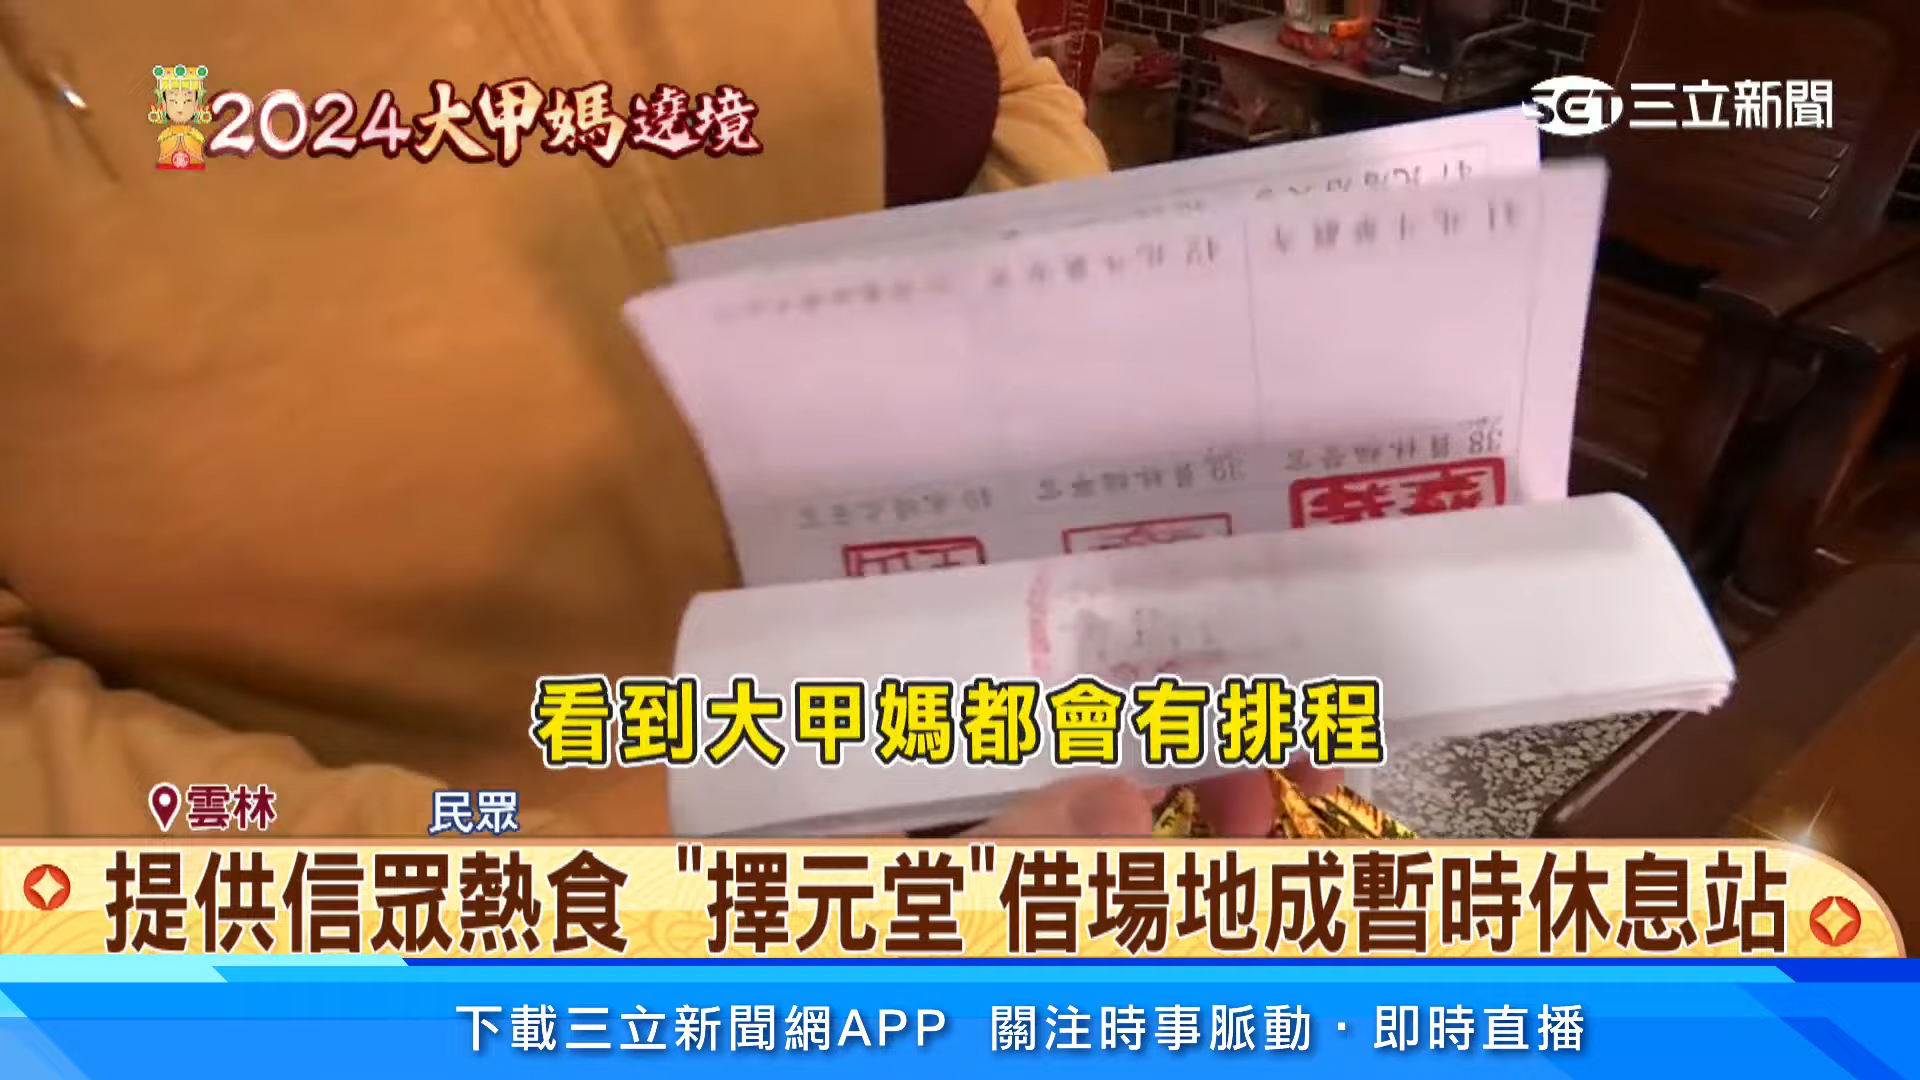 2024大甲媽遶境
SET三立新聞
看到大甲媽都會有排程
雲林
民眾
提供信眾熱食 "擇元堂"借場地成暫時休息站
下載三立新聞網APP 關注時事脈動・即時直播